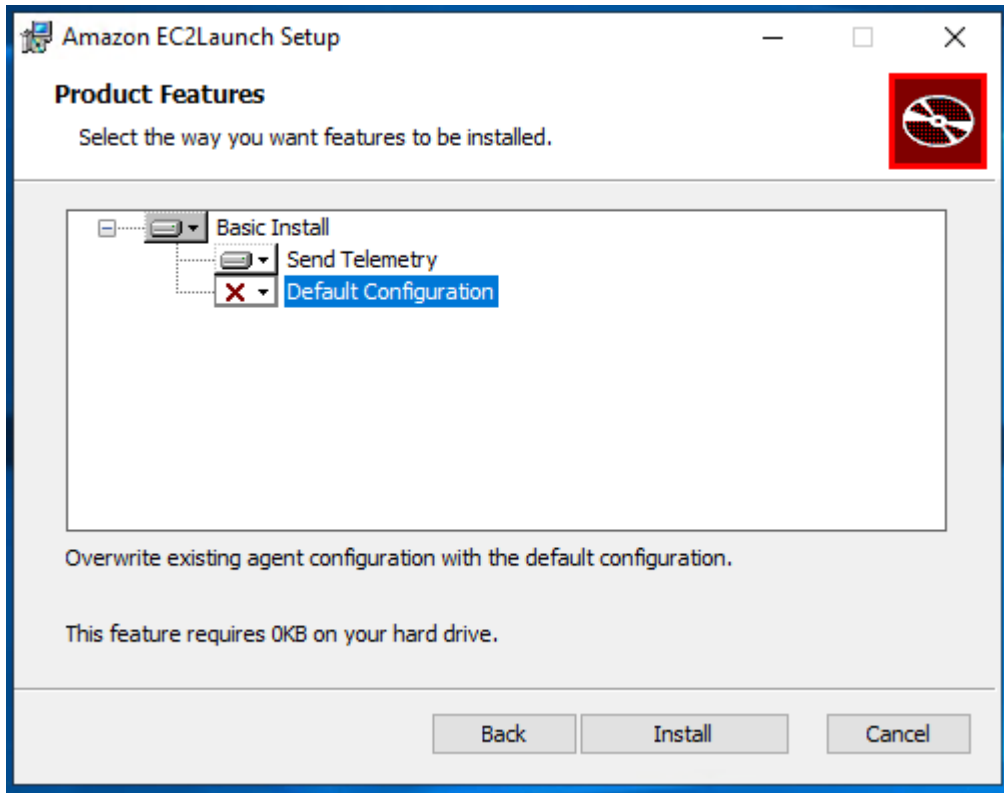 Amazon EC2Launch Setup
Product Features
Select the way you want features to be installed.
Basic Install
Send Telemetry
Default Configuration
Overwrite existing agent configuration with the default configuration.
This feature requires 0KB on your hard drive.
Back
Install
Cancel